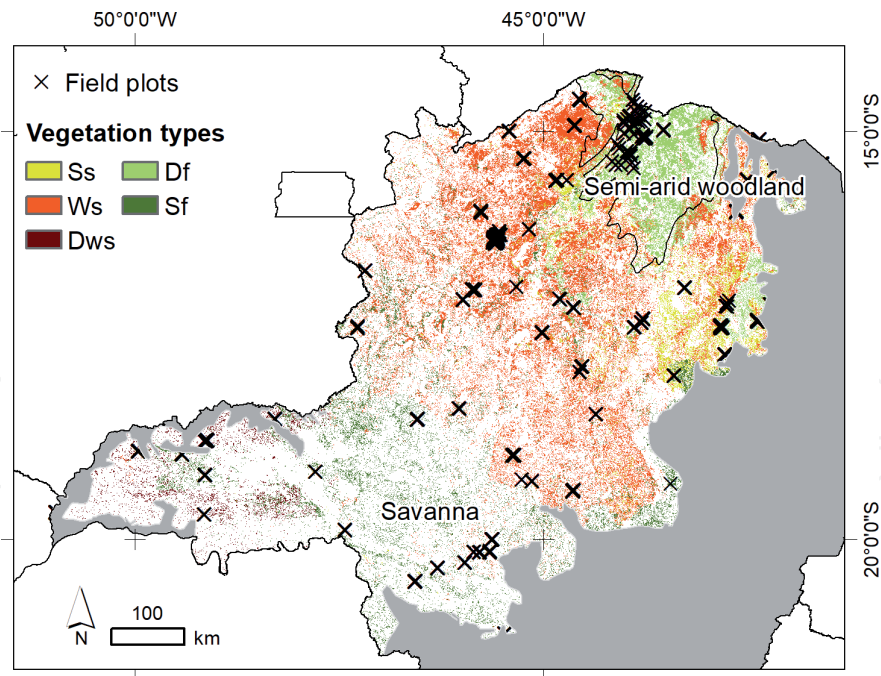 50°0'0"W 45°0'0"W
Field plots
Vegetation types
Ss Df
Ws Sf
Dws
15°0'0"S
Semi-arid woodland
Savanna
20°0'0"S
100
km
N